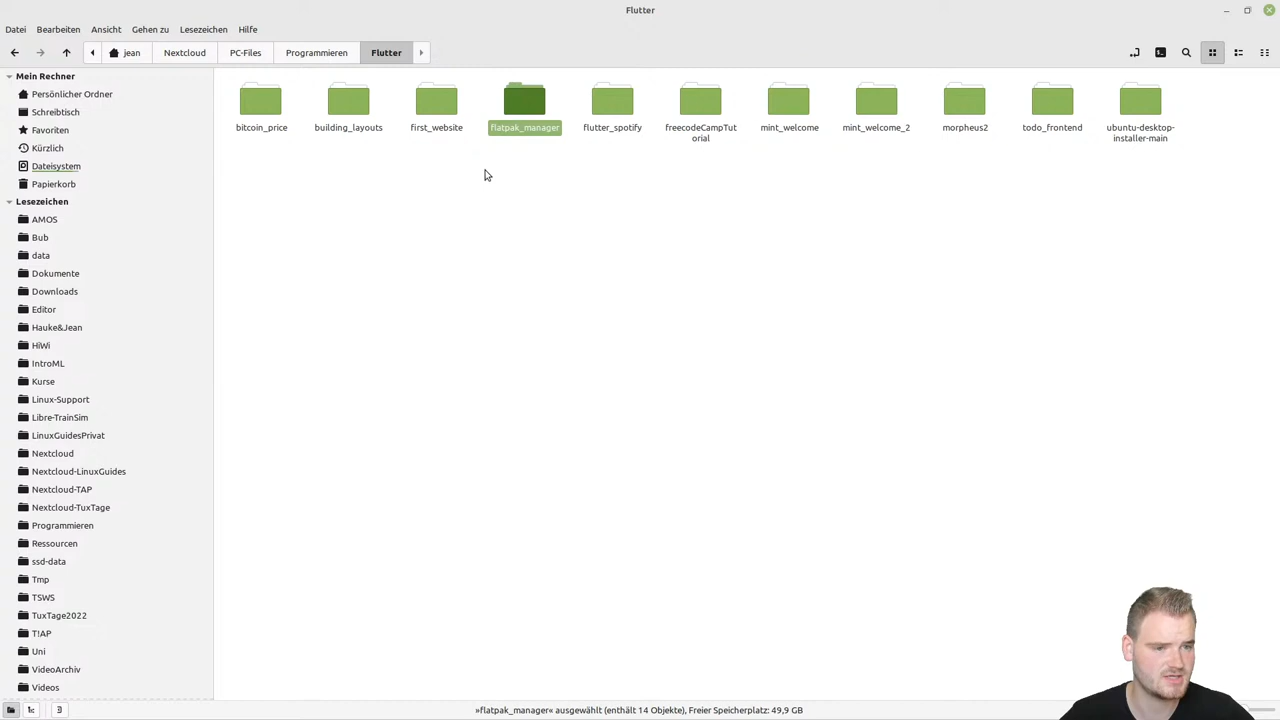 Flutter
Datei Bearbeiten Ansicht Gehen zu Lesezeichen Hilfe
jean Nextcloud PC-Files Programmieren Flutter
Mein Rechner
Persönlicher Ordner
Schreibtisch
Favoriten
Kürzlich
Dateisystem
Papierkorb
Lesezeichen
AMOS
Bub
data
Dokumente
Downloads
Editor
Hauke&Jean
HiWi
IntroML
Kurse
Linux-Support
Libre-TrainSim
LinuxGuidesPrivat
Nextcloud
Nextcloud-LinuxGuides
Nextcloud-TAP
Nextcloud-TuxTage
Programmieren
Ressourcen
ssd-data
Tmp
TSWS
TuxTage2022
T!AP
Uni
VideoArchiv
Videos
bitcoin_price
building_layouts
first_website
flatpak_manager
flutter_spotify
freecodeCampTut
orial
mint_welcome
mint_welcome_2
morpheus2
todo_frontend
ubuntu-desktop-
installer-main
»flatpak_manager« ausgewählt (enthält 14 Objekte), Freier Speicherplatz: 49,9 GB